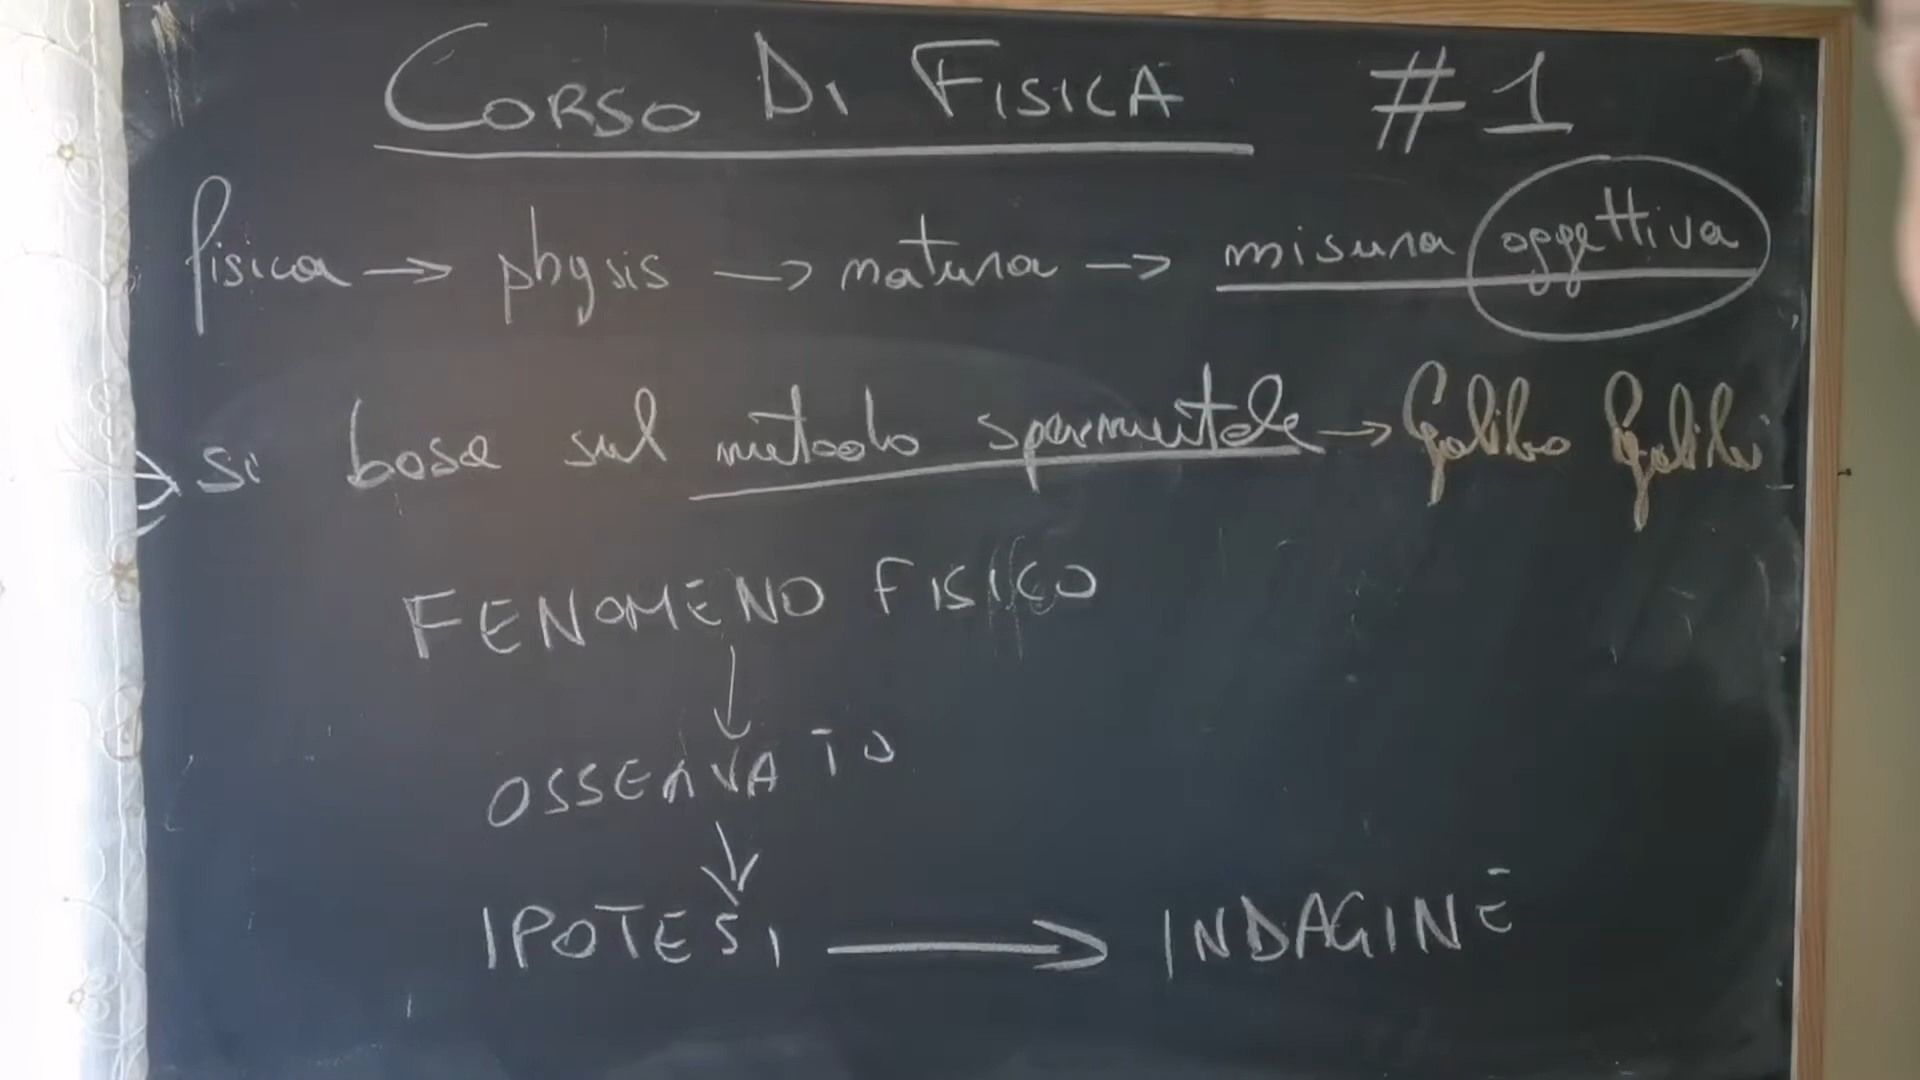 CORSO DI FISICA #1
fisica → physis → natura → misura oggettiva
si basa sul metodo sperimentale → Galileo Galilei
FENOMENO FISICO
↓
OSSERVATO
↓
IPOTESI → INDAGINE